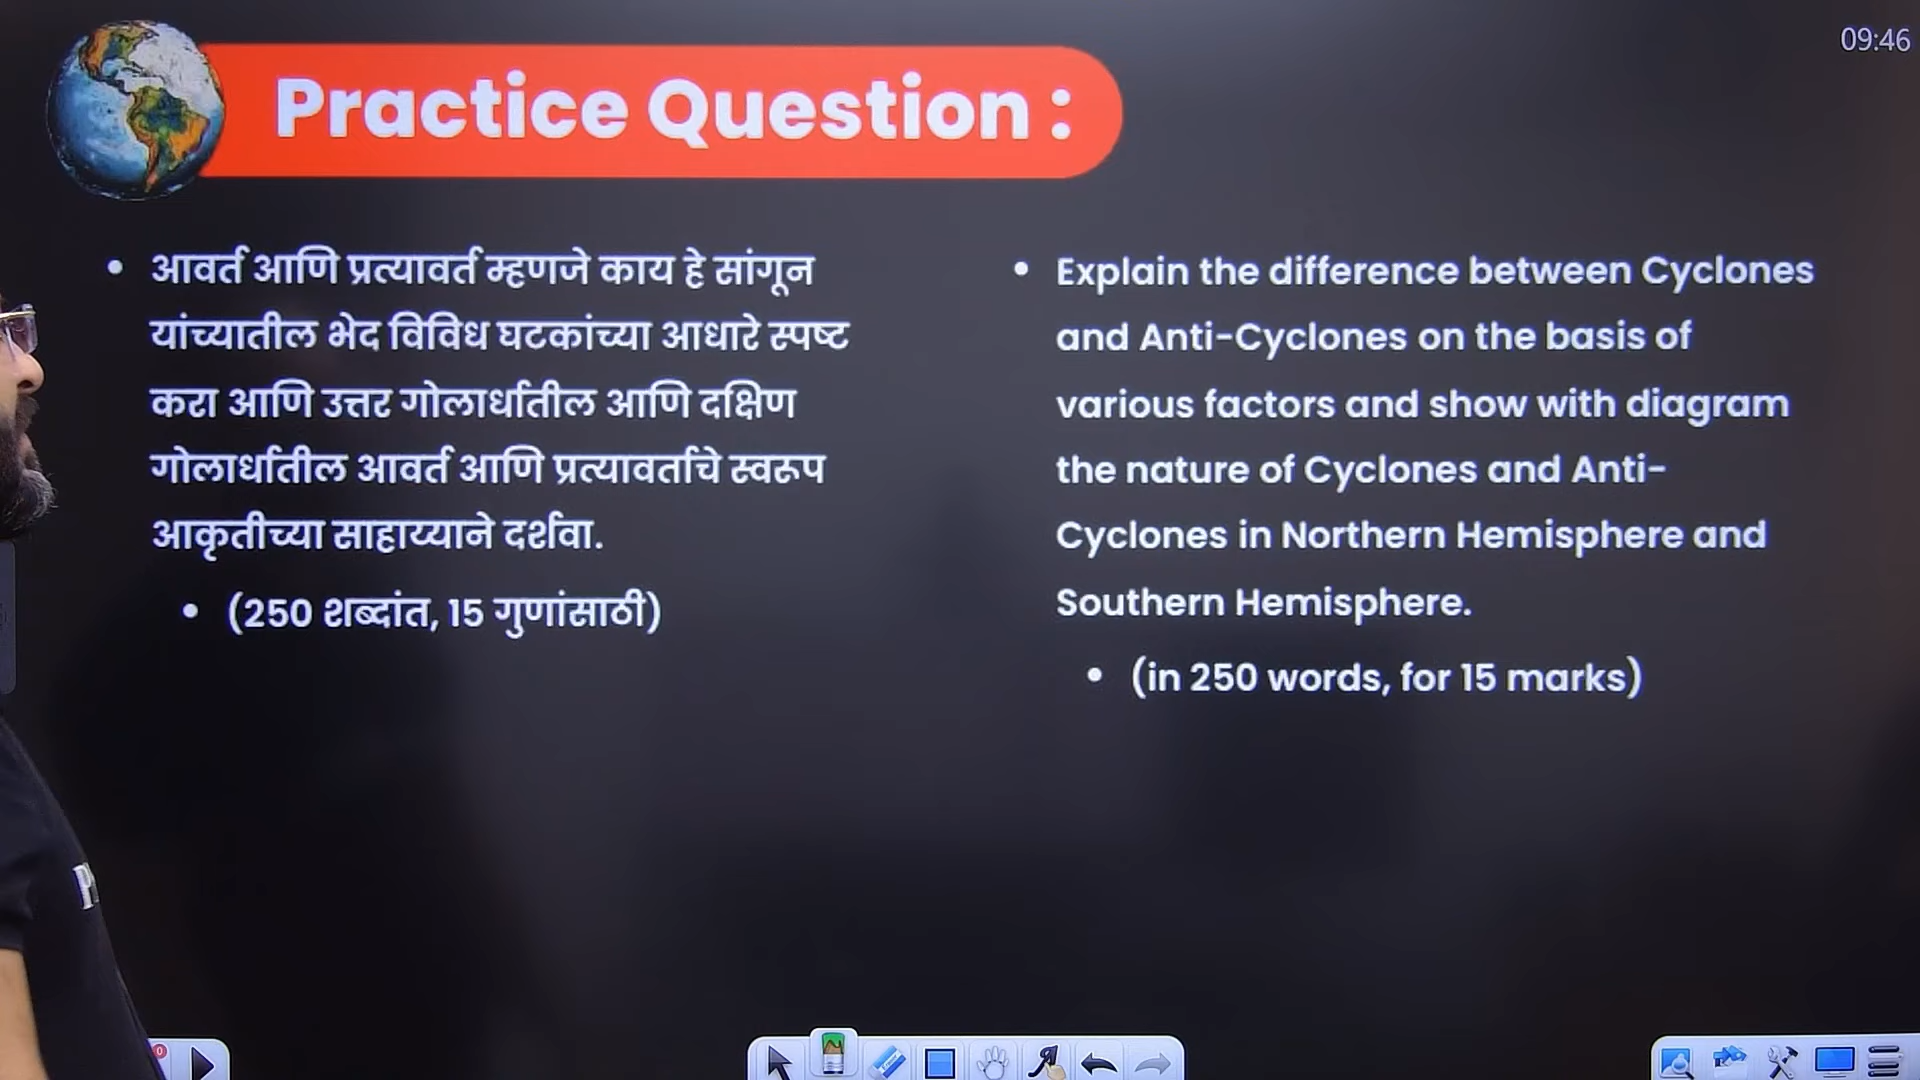 09:46
Practice Question :
आवर्त आणि प्रत्यावर्त म्हणजे काय हे सांगून
यांच्यातील भेद विविध घटकांच्या आधारे स्पष्ट
करा आणि उत्तर गोलार्धातील आणि दक्षिण
गोलार्धातील आवर्त आणि प्रत्यावर्ताचे स्वरूप
आकृतीच्या साहाय्याने दर्शवा.
(250 शब्दांत, 15 गुणांसाठी)
Explain the difference between Cyclones
and Anti-Cyclones on the basis of
various factors and show with diagram
the nature of Cyclones and Anti-
Cyclones in Northern Hemisphere and
Southern Hemisphere.
(in 250 words, for 15 marks)